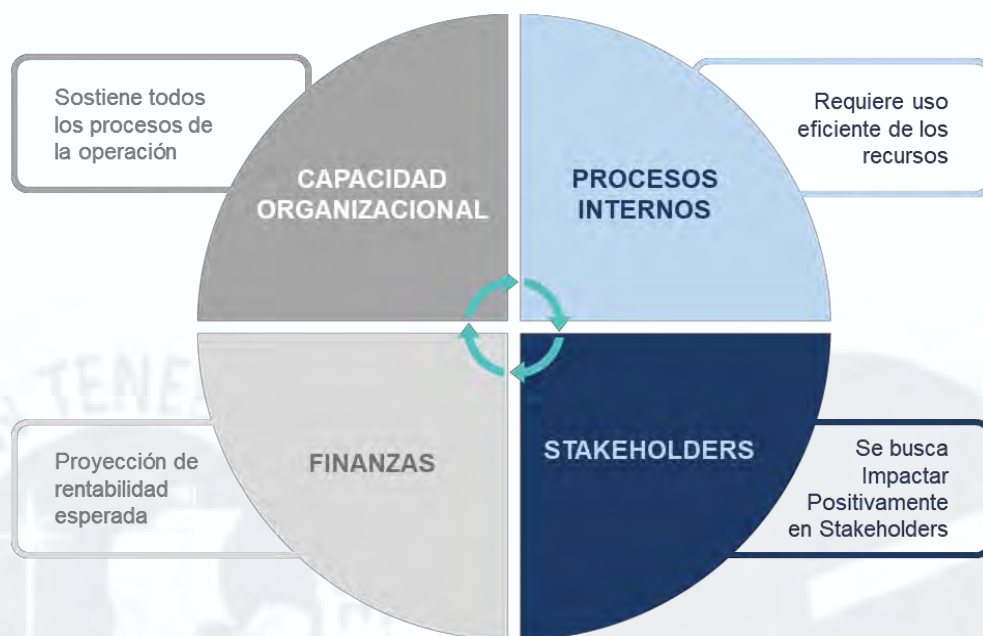 Sostiene todos
los procesos de
la operación
CAPACIDAD
ORGANIZACIONAL
PROCESOS
INTERNOS
Requiere uso
eficiente de los
recursos
Proyección de
rentabilidad
esperada
FINANZAS
STAKEHOLDERS
Se busca
Impactar
Positivamente
en Stakeholders
TENE